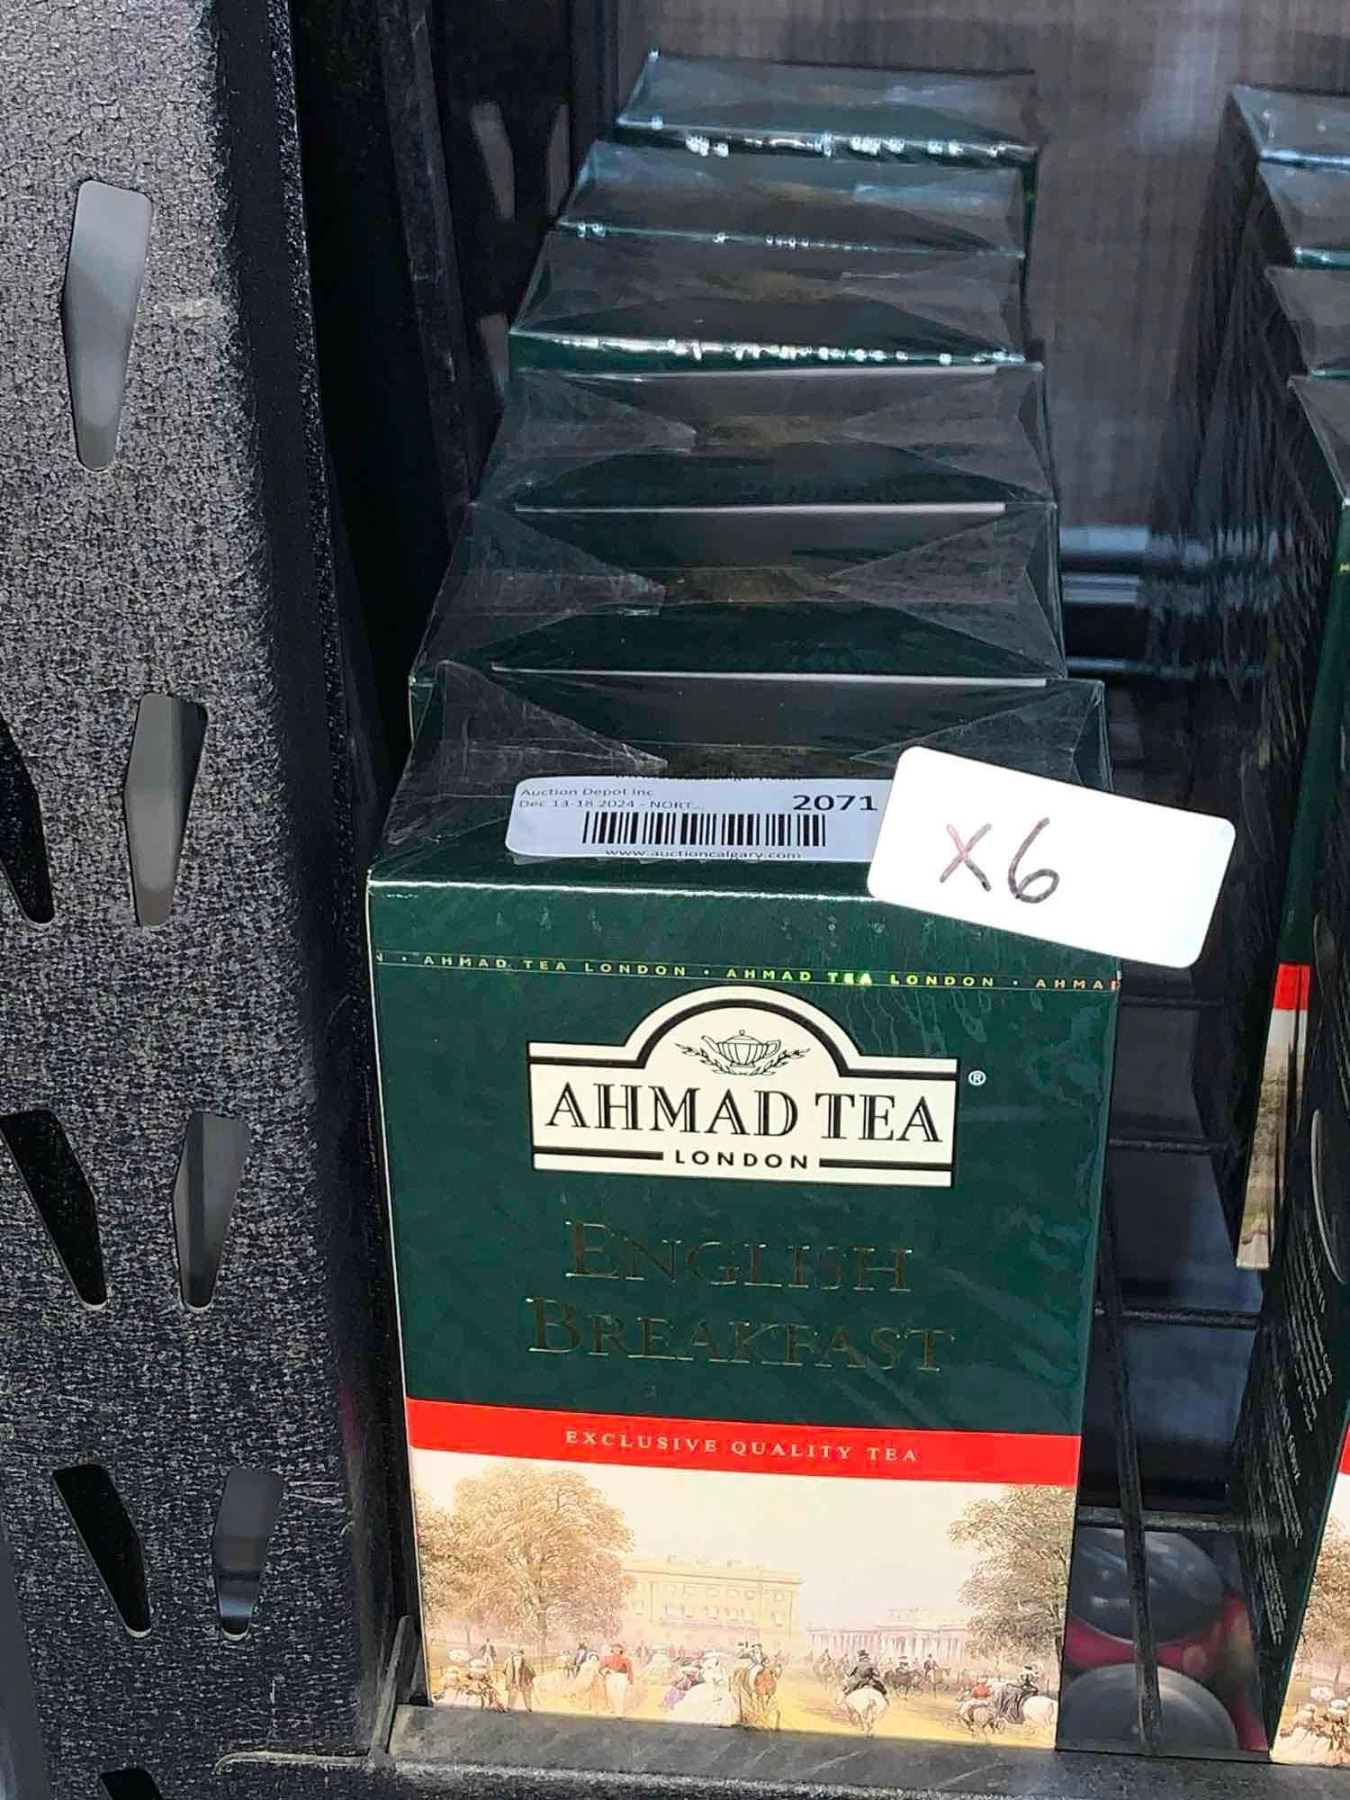 Auction Depot Inc
Dec 13-18 2024 - NORT...
2071
www.auctioncalgary.com
X6
• AHMAD TEA LONDON • AHMAD TEA LONDON • AHMAD
AHMAD TEA ®
LONDON
ENGLISH
BREAKFAST
EXCLUSIVE QUALITY TEA